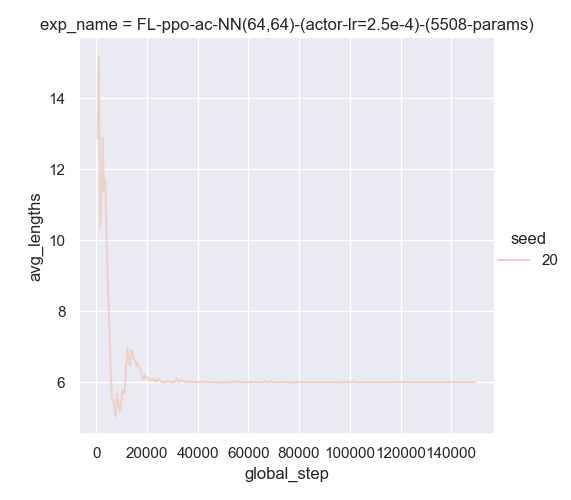 exp_name = FL-ppo-ac-NN(64,64)-(actor-lr=2.5e-4)-(5508-params)
14
12
10
8
6
avg_lengths
seed
20
0 20000 40000 60000 80000 100000 120000 140000
global_step